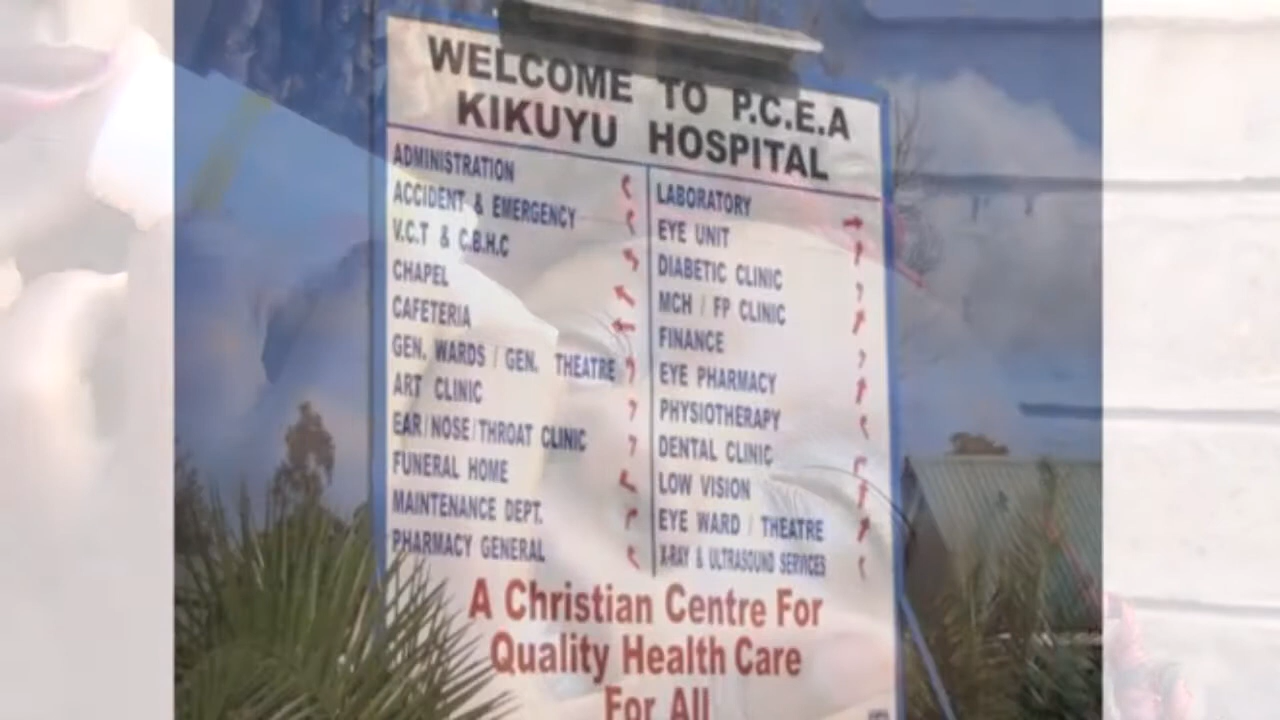 WELCOME TO P.C.E.A
KIKUYU HOSPITAL
ADMINISTRATION
ACCIDENT & EMERGENCY
V.C.T & C.B.H.C
CHAPEL
CAFETERIA
GEN. WARDS / GEN. THEATRE
ART CLINIC
EAR/NOSE/THROAT CLINIC
FUNERAL HOME
MAINTENANCE DEPT.
PHARMACY GENERAL
LABORATORY
EYE UNIT
DIABETIC CLINIC
MCH / FP CLINIC
FINANCE
EYE PHARMACY
PHYSIOTHERAPY
DENTAL CLINIC
LOW VISION
EYE WARD / THEATRE
X-RAY & ULTRASOUND SERVICES
A Christian Centre For
Quality Health Care
For All